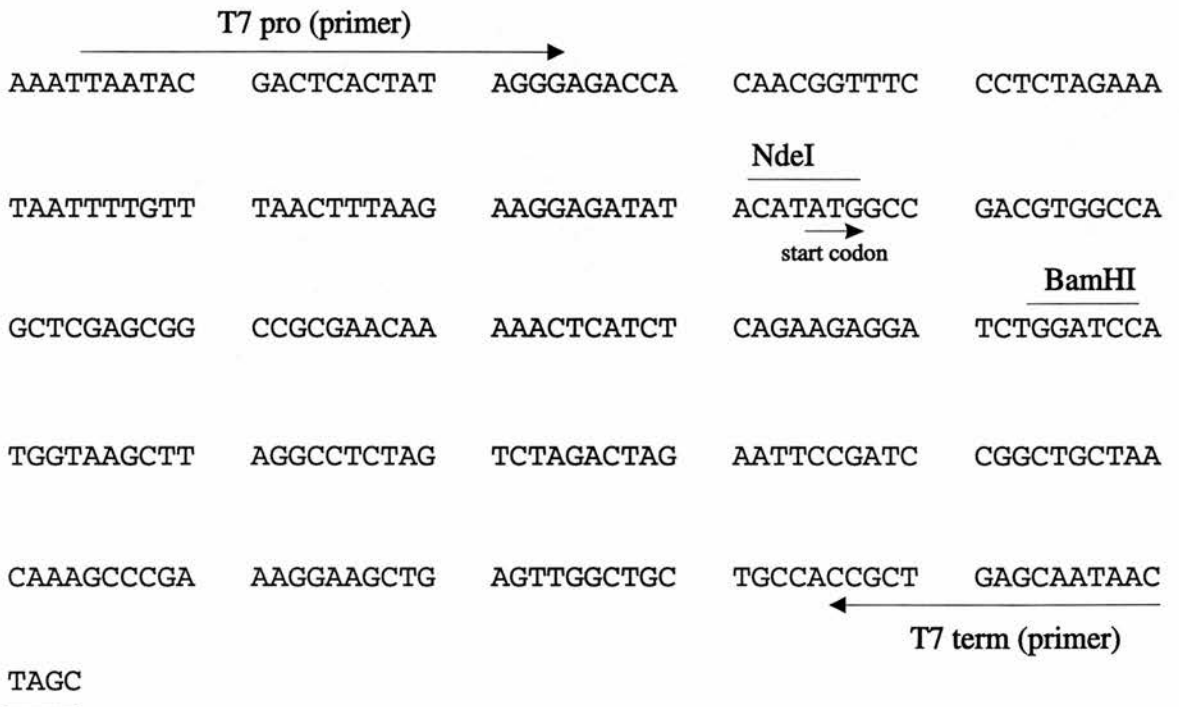 T7 pro (primer)
AAATTAATAC GACTCACTAT AGGGAGACCA CAACGGTTTC CCTCTAGAAA
NdeI
TAATTTTGTT TAACTTTAAG AAGGAGATAT ACATATGGCC GACGTGGCCA
start codon
BamHI
GCTCGAGCGG CCGCGAACAA AAACTCATCT CAGAAGAGGA TCTGGATCCA
TGGTAAGCTT AGGCCTCTAG TCTAGACTAG AATTCCGATC CGGCTGCTAA
CAAAGCCCGA AAGGAAGCTG AGTTGGCTGC TGCCACCGCT GAGCAATAAC
T7 term (primer)
TAGC